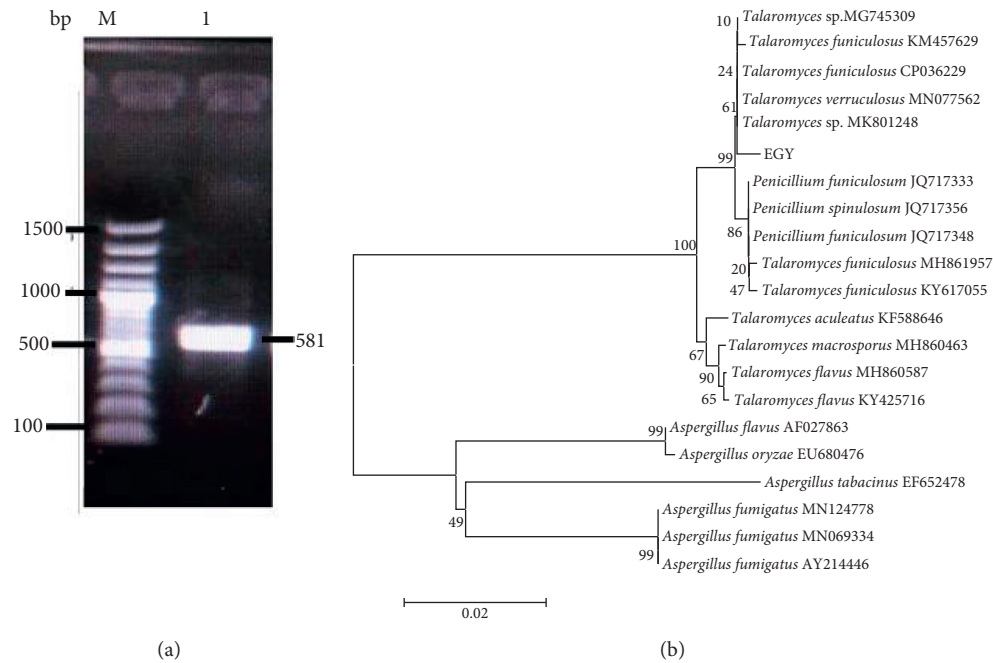 bp M 1
1500
1000
500
100
581
(a)
10
Talaromyces sp.MG745309
Talaromyces funiculosus KM457629
24
Talaromyces funiculosus CP036229
Talaromyces verruculosus MN077562
61
Talaromyces sp. MK801248
99
EGY
Penicillium funiculosum JQ717333
Penicillium spinulosum JQ717356
86
Penicillium funiculosum JQ717348
20
Talaromyces funiculosus MH861957
47
Talaromyces funiculosus KY617055
100
Talaromyces aculeatus KF588646
67
Talaromyces macrosporus MH860463
90
Talaromyces flavus MH860587
65
Talaromyces flavus KY425716
99
Aspergillus flavus AF027863
Aspergillus oryzae EU680476
Aspergillus tabacinus EF652478
49
Aspergillus fumigatus MN124778
Aspergillus fumigatus MN069334
99
Aspergillus fumigatus AY214446
0.02
(b)